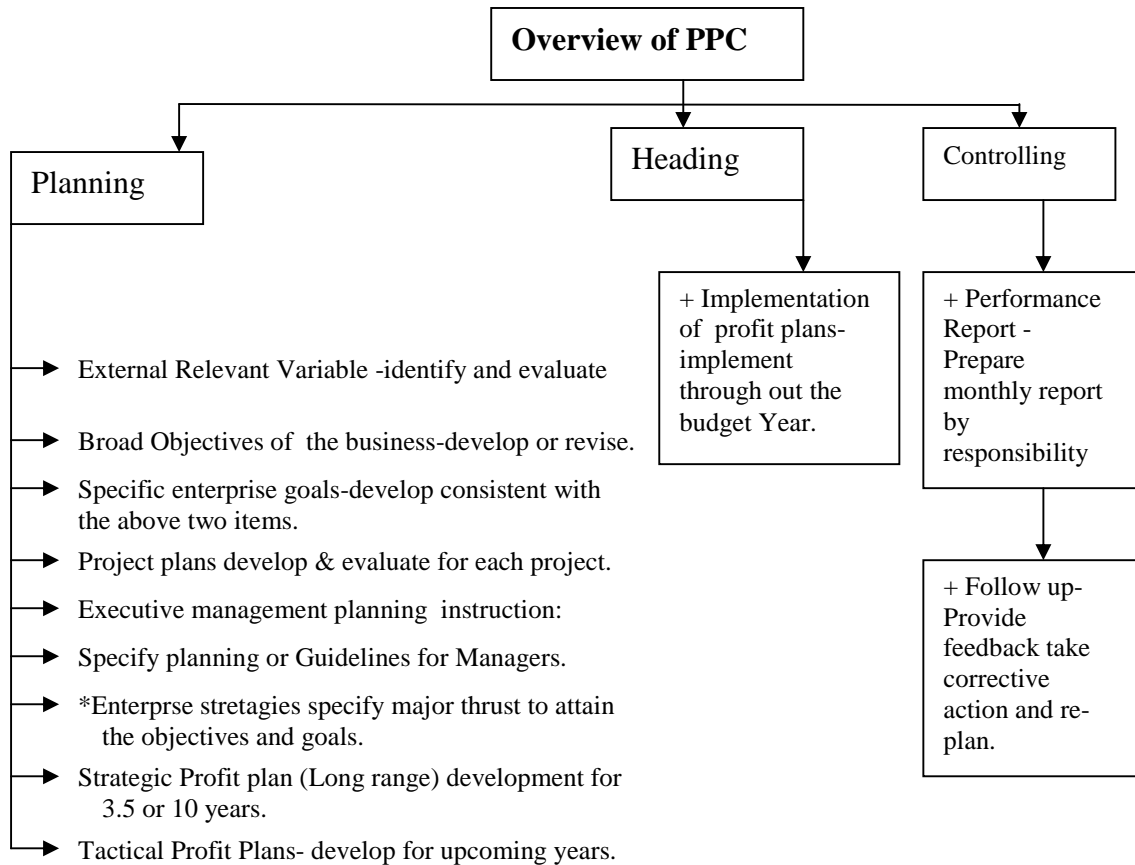 Overview of PPC
Planning
Heading
Controlling
External Relevant Variable -identify and evaluate
Broad Objectives of the business-develop or revise.
Specific enterprise goals-develop consistent with
the above two items.
Project plans develop & evaluate for each project.
Executive management planning instruction:
Specify planning or Guidelines for Managers.
*Enterprse stretagies specify major thrust to attain
the objectives and goals.
Strategic Profit plan (Long range) development for
3.5 or 10 years.
Tactical Profit Plans- develop for upcoming years.
+ Implementation
of profit plans-
implement
through out the
budget Year.
+ Performance
Report -
Prepare
monthly report
by
responsibility
+ Follow up-
Provide
feedback take
corrective
action and re-
plan.